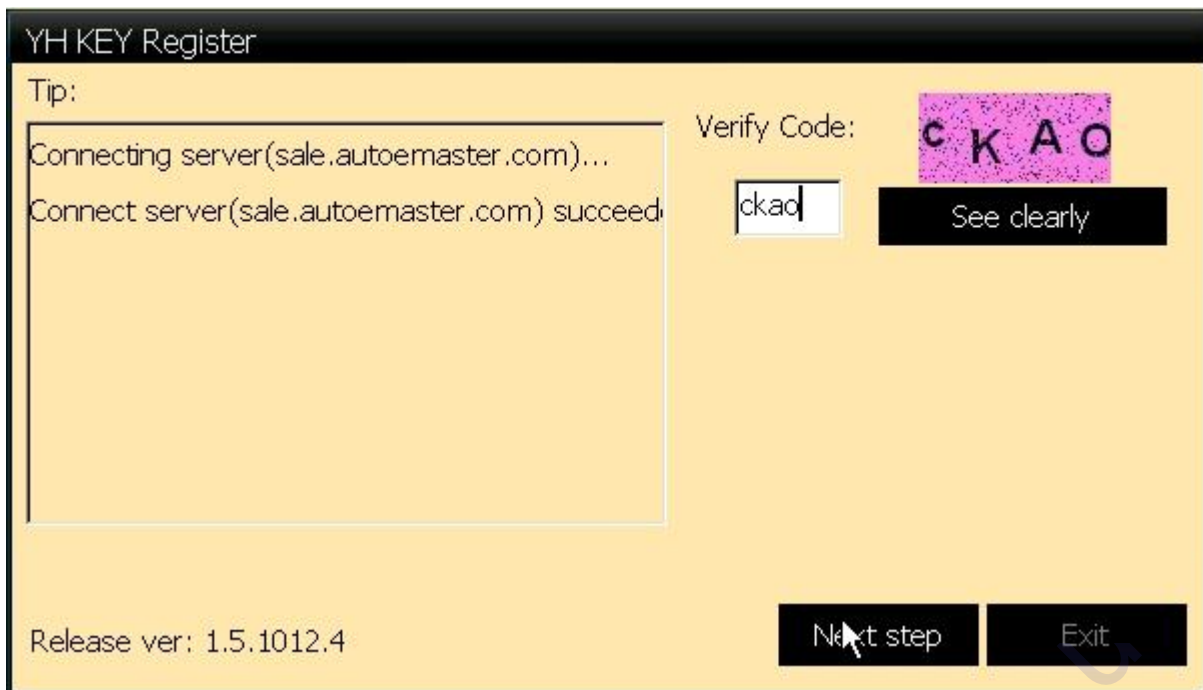 YH KEY Register
Tip:
Connecting server(sale.autoemaster.com)...
Connect server(sale.autoemaster.com) succeed
Verify Code:
cKAO
ckao
See clearly
Release ver: 1.5.1012.4
Next step
Exit